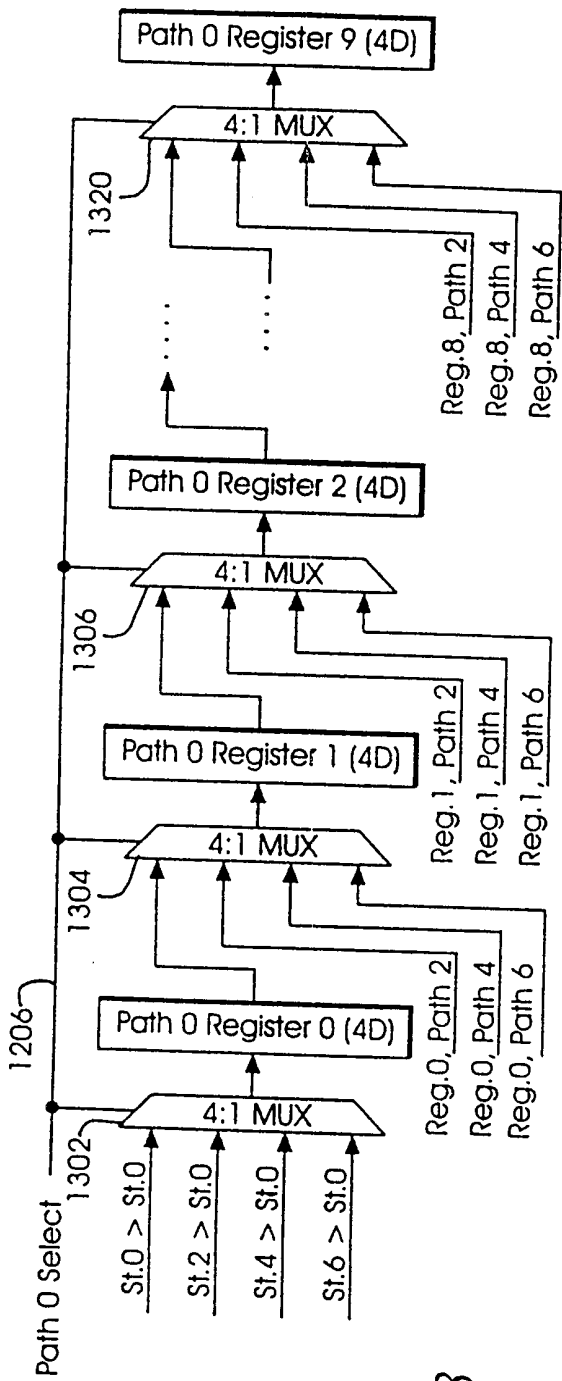 Path 0 Select
1206
1302
4:1 MUX
St.0 > St.0
St.2 > St.0
St.4 > St.0
St.6 > St.0
Path 0 Register 0 (4D)
1304
4:1 MUX
Reg.0, Path 2
Reg.0, Path 4
Reg.0, Path 6
Path 0 Register 1 (4D)
1306
4:1 MUX
Reg.1, Path 2
Reg.1, Path 4
Reg.1, Path 6
Path 0 Register 2 (4D)
1320
4:1 MUX
Reg.8, Path 2
Reg.8, Path 4
Reg.8, Path 6
Path 0 Register 9 (4D)